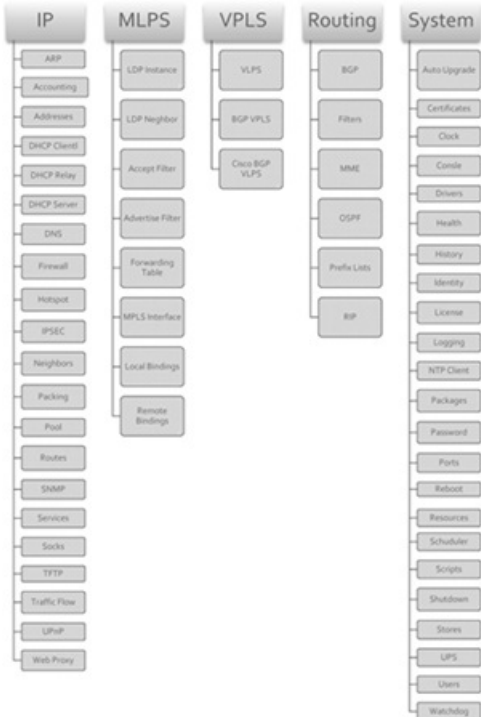 IP
ARP
Accounting
Addresses
DHCP Clientl
DHCP Relay
DHCP Server
DNS
Firewall
Hotspot
IPSEC
Neighbors
Packing
Pool
Routes
SNMP
Services
Socks
TFTP
Traffic Flow
UPnP
Web Proxy
MLPS
LDP Instance
LDP Neghbor
Accept Filter
Advertise Filter
Forwarding
Table
MPLS Interface
Local Bindings
Remote
Bindings
VPLS
VLPS
BGP VPLS
Cisco BGP
VLPS
Routing
BGP
Filters
MME
OSPF
Prefix Lists
RIP
System
Auto Upgrade
Certificates
Clock
Consle
Drivers
Health
History
Identity
License
Logging
NTP Client
Packages
Password
Ports
Reboot
Resources
Schuduler
Scripts
Shutdown
Stores
UPS
Users
Watchdog